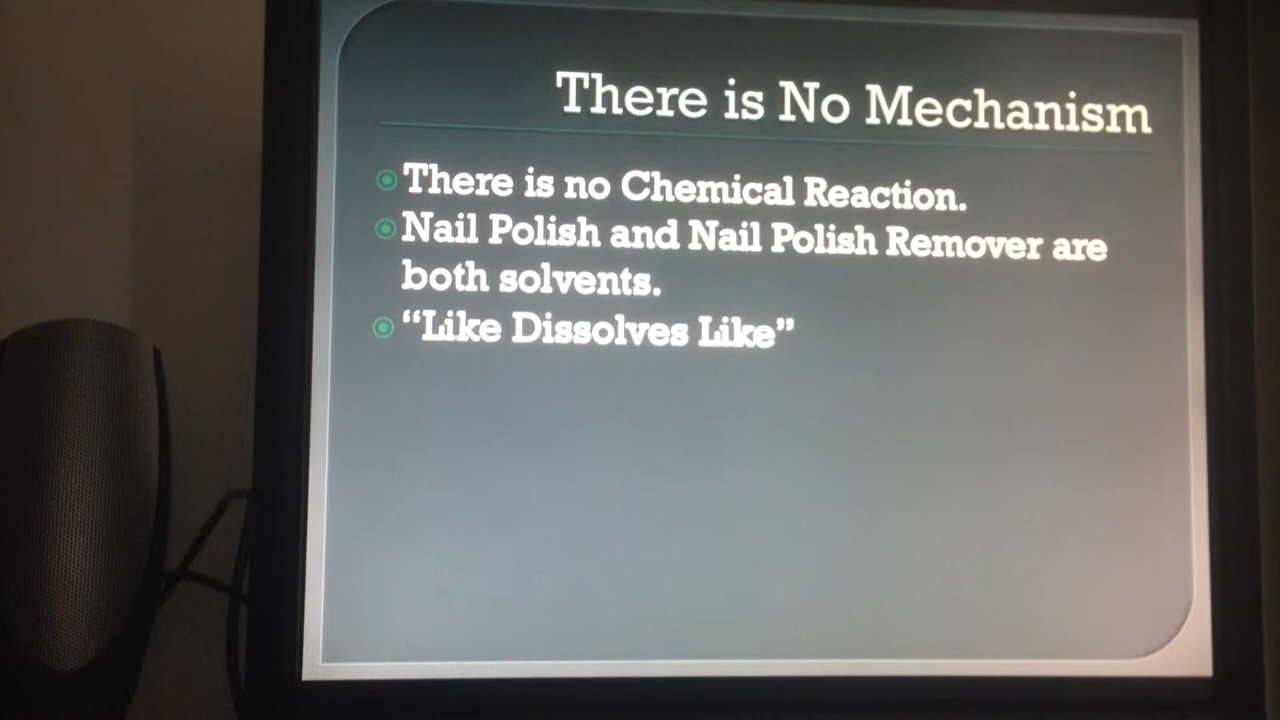 There is No Mechanism
There is no Chemical Reaction.
Nail Polish and Nail Polish Remover are
both solvents.
“Like Dissolves Like”